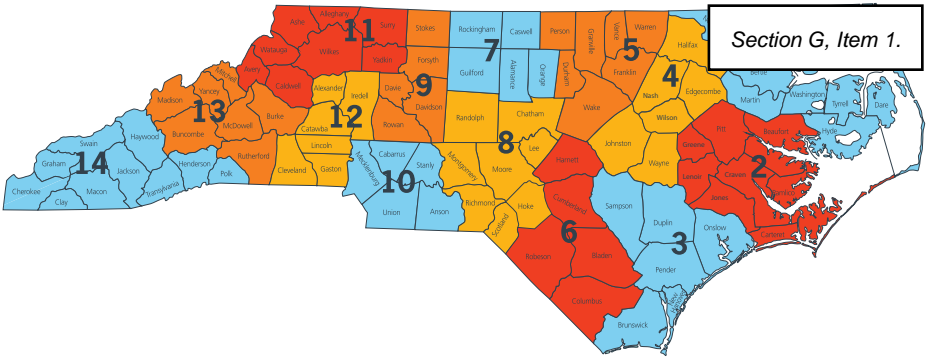 Section G, Item 1.
Ashe
Alleghany
Surry
11
Watauga
Wilkes
Yadkin
Avery
Caldwell
Stokes
Rockingham
Caswell
Person
Granville
Vance
Warren
7
5
Halifax
Forsyth
Guilford
Alamance
Orange
Durham
Franklin
4
Nash
Edgecombe
Bertie
Martin
Washington
Tyrrell
Dare
Hyde
Mitchell
Yancey
Madison
13
Buncombe
McDowell
Burke
Rutherford
Alexander
Iredell
12
Catawba
Lincoln
Cleveland
Gaston
Davie
9
Davidson
Rowan
Randolph
Chatham
8
Lee
Montgomery
Moore
Richmond
Hoke
Scotland
Wake
Wilson
Johnston
Wayne
Pitt
Beaufort
Greene
2
Lenoir
Craven
Pamlico
Jones
Carteret
Swain
Haywood
Graham
14
Jackson
Henderson
Polk
Transylvania
Cherokee
Macon
Clay
Mecklenburg
Cabarrus
Stanly
10
Union
Anson
Harnett
Cumberland
6
Robeson
Bladen
Columbus
Sampson
Duplin
Onslow
3
Pender
New Hanover
Brunswick